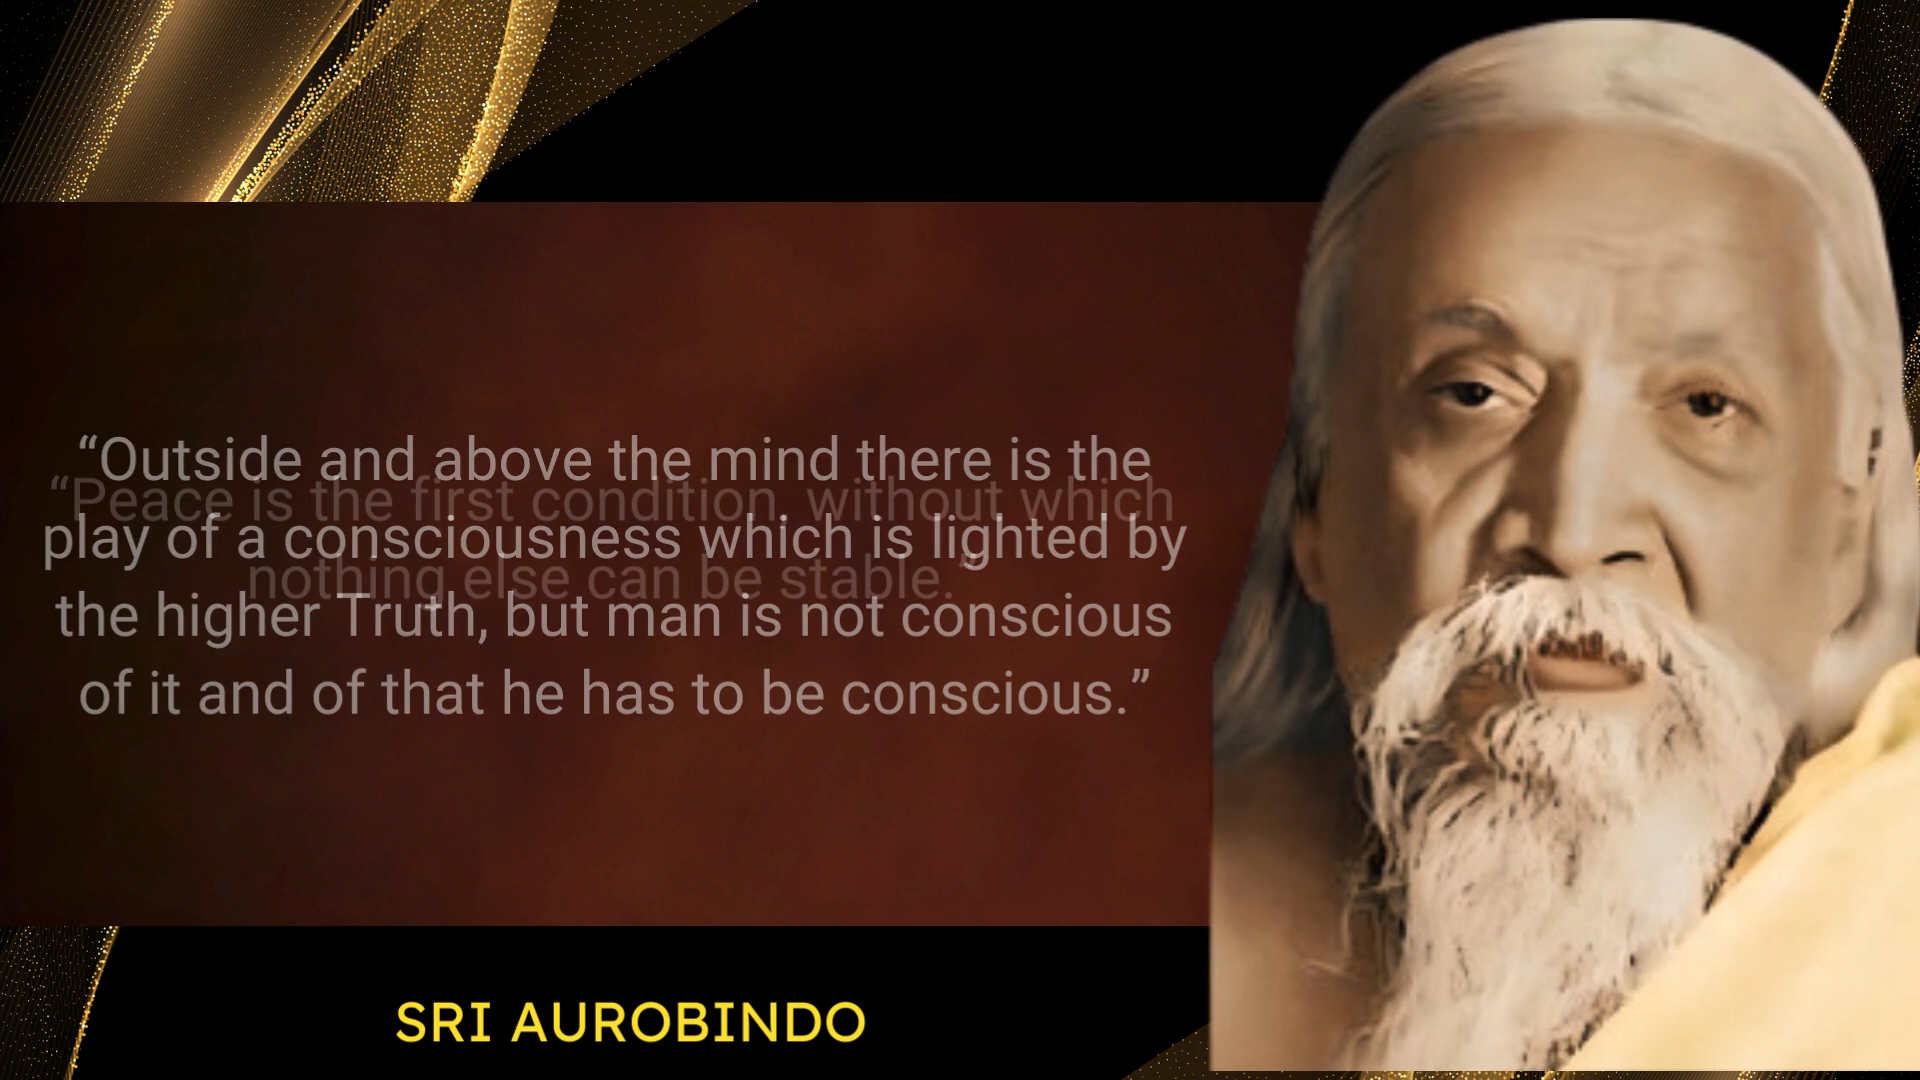 “Outside and above the mind there is the
play of a consciousness which is lighted by
the higher Truth, but man is not conscious
of it and of that he has to be conscious.”
“Peace is the first condition, without which
nothing else can be stable.”
SRI AUROBINDO